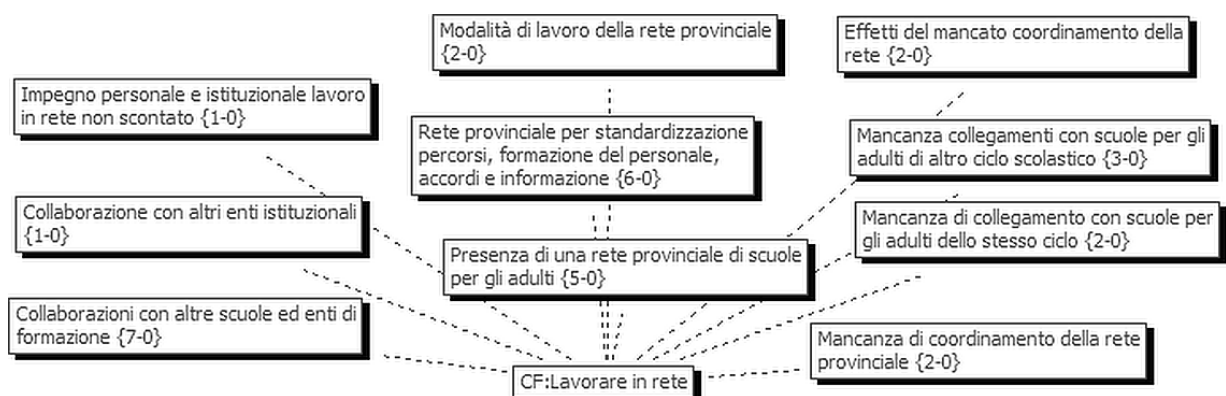 Modalità di lavoro della rete provinciale
{2-0}
Effetti del mancato coordinamento della
rete {2-0}
Impegno personale e istituzionale lavoro
in rete non scontato {1-0}
Rete provinciale per standardizzazione
percorsi, formazione del personale,
accordi e informazione {6-0}
Mancanza collegamenti con scuole per gli
adulti di altro ciclo scolastico {3-0}
Collaborazione con altri enti istituzionali
{1-0}
Mancanza di collegamento con scuole per
gli adulti dello stesso ciclo {2-0}
Presenza di una rete provinciale di scuole
per gli adulti {5-0}
Collaborazioni con altre scuole ed enti di
formazione {7-0}
Mancanza di coordinamento della rete
provinciale {2-0}
CF:Lavorare in rete